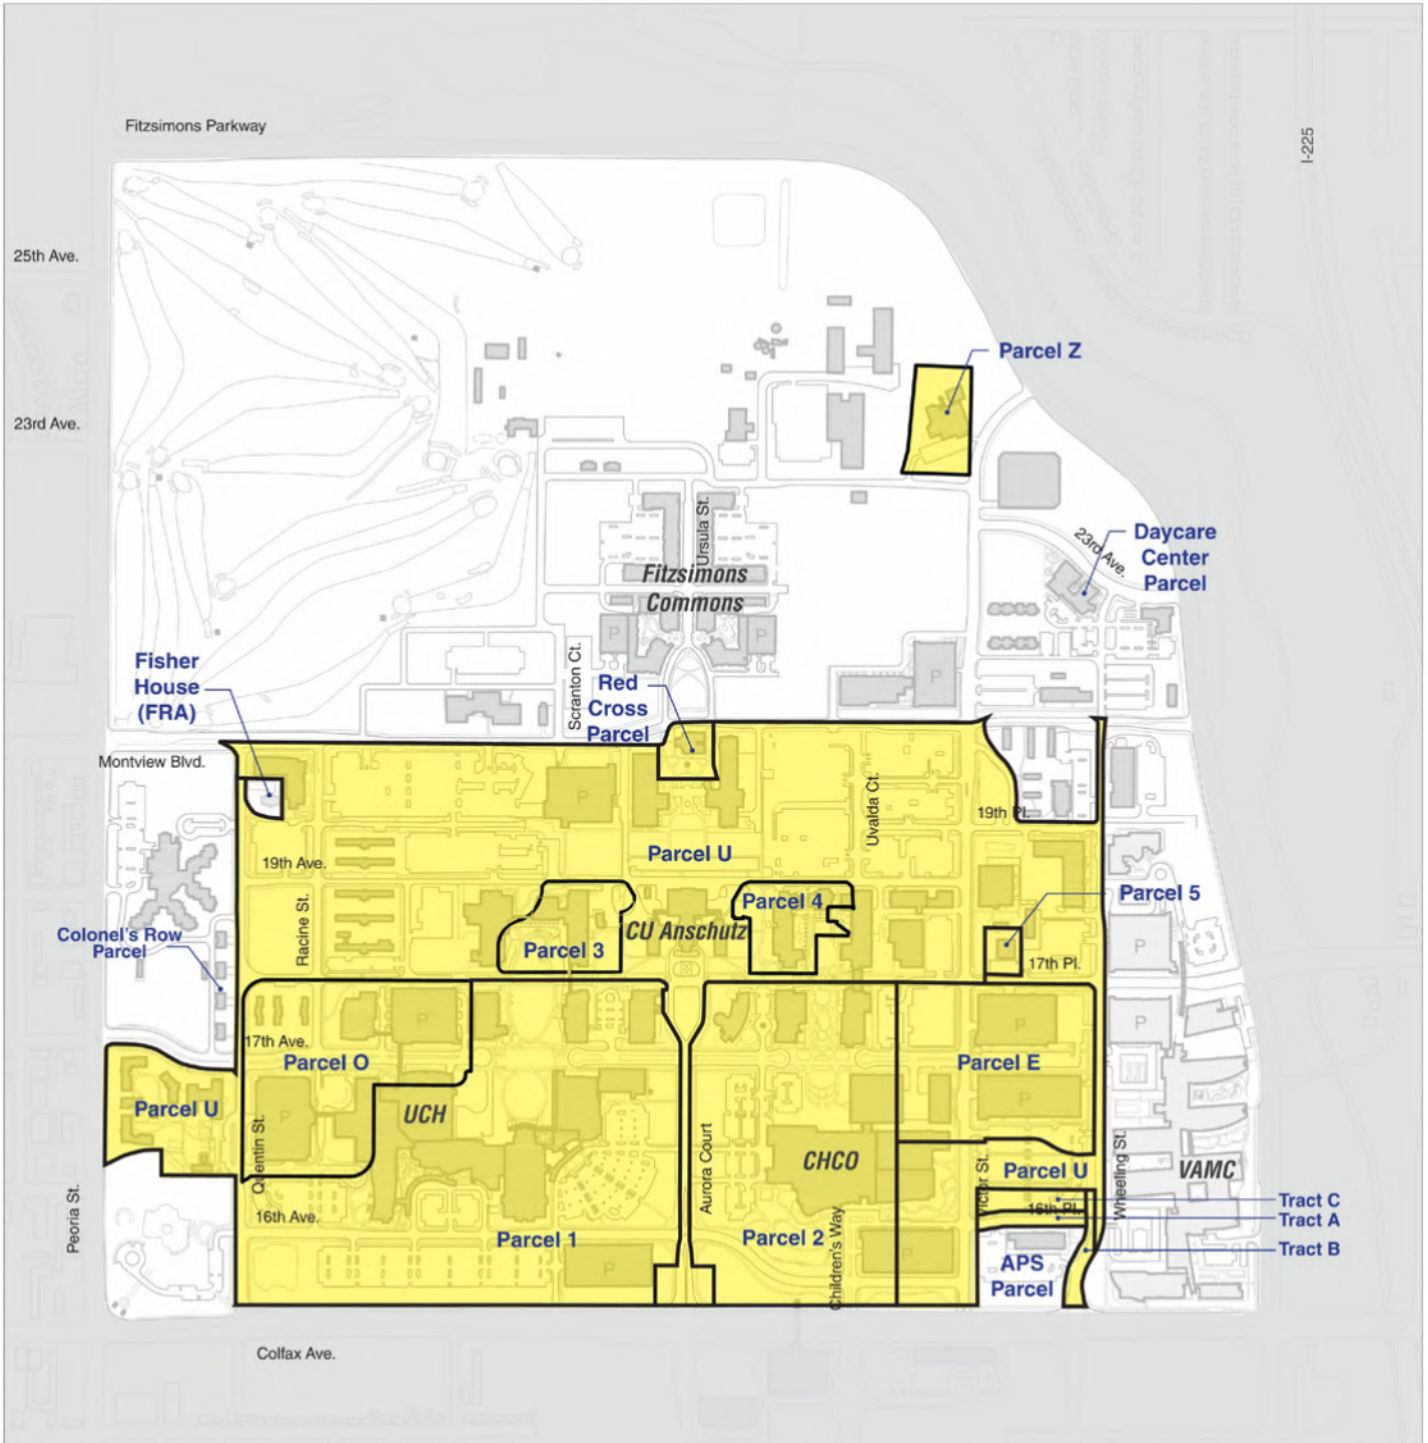 Fitzsimons Parkway
I-225
25th Ave.
Parcel Z
23rd Ave.
Ursula St.
23rd Ave.
Daycare
Center
Parcel
Fitzsimons
Commons
P
P
P
Scranton Ct.
Fisher
House
(FRA)
Red
Cross
Parcel
Montview Blvd.
P
Uvalda Ct.
19th Pl.
Parcel U
19th Ave.
Parcel 4
Parcel 5
Racine St.
Colonel's Row
Parcel
Parcel 3
CU Anschutz
P
17th Pl.
P
P
P
17th Ave.
Parcel O
Parcel E
Parcel U
P
UCH
P
Quentin St.
Aurora Court
CHCO
Parcel U
Victor St.
Wheeling St.
VAMC
Peoria St.
16th Ave.
16th Pl.
Tract C
Tract A
Parcel 1
Parcel 2
Children's Way
P
P
Tract B
APS
Parcel
Colfax Ave.